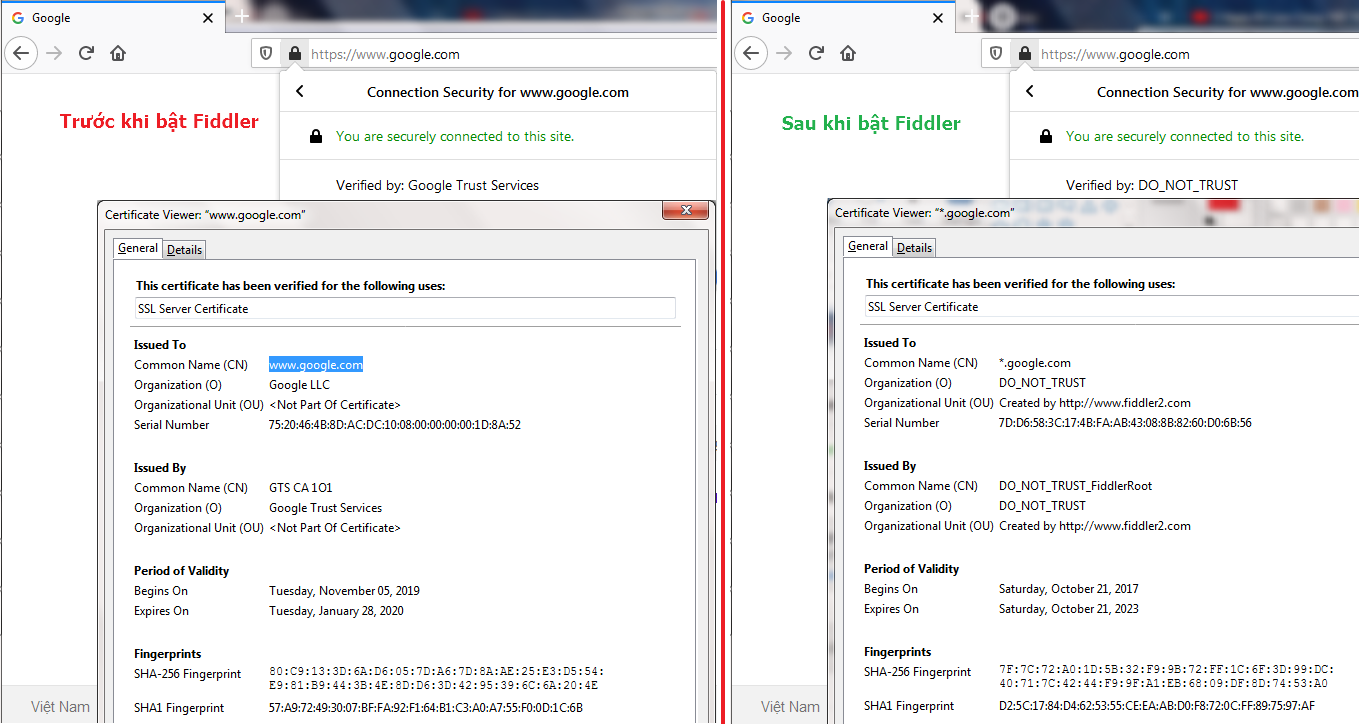 Google
https://www.google.com
Connection Security for www.google.com
Trước khi bật Fiddler
You are securely connected to this site.
Verified by: Google Trust Services
Certificate Viewer: "www.google.com"
General
Details
This certificate has been verified for the following uses:
SSL Server Certificate
Issued To
Common Name (CN) www.google.com
Organization (O) Google LLC
Organizational Unit (OU) <Not Part Of Certificate>
Serial Number 75:20:46:4B:8D:AC:DC:10:08:00:00:00:00:1D:8A:52
Issued By
Common Name (CN) GTS CA 1O1
Organization (O) Google Trust Services
Organizational Unit (OU) <Not Part Of Certificate>
Period of Validity
Begins On Tuesday, November 05, 2019
Expires On Tuesday, January 28, 2020
Fingerprints
SHA-256 Fingerprint 80:C9:13:3D:6A:D6:05:7D:A6:7D:8A:AE:25:E3:D5:54:
E9:81:B9:44:3B:4E:8D:D6:3D:42:95:39:6C:6A:20:4E
SHA1 Fingerprint 57:A9:72:49:30:07:BF:FA:92:F1:64:B1:C3:A0:A7:55:F0:0D:1C:6B
Việt Nam
Google
https://www.google.com
Connection Security for www.google.com
Sau khi bật Fiddler
You are securely connected to this site.
Verified by: DO_NOT_TRUST
Certificate Viewer: "*.google.com"
General
Details
This certificate has been verified for the following uses:
SSL Server Certificate
Issued To
Common Name (CN) *.google.com
Organization (O) DO_NOT_TRUST
Organizational Unit (OU) Created by http://www.fiddler2.com
Serial Number 7D:D6:58:3C:17:4B:FA:AB:43:08:8B:82:60:D0:6B:56
Issued By
Common Name (CN) DO_NOT_TRUST_FiddlerRoot
Organization (O) DO_NOT_TRUST
Organizational Unit (OU) Created by http://www.fiddler2.com
Period of Validity
Begins On Saturday, October 21, 2017
Expires On Saturday, October 21, 2023
Fingerprints
SHA-256 Fingerprint 7F:7C:72:A0:1D:5B:32:F9:9B:72:FF:1C:6F:3D:99:DC:
40:71:7C:42:44:F9:9F:A1:EB:68:09:DF:8D:74:53:A0
SHA1 Fingerprint D2:5C:17:84:D4:62:53:55:CE:EA:AB:D0:F8:72:0C:FF:89:75:97:AF
Việt Nam